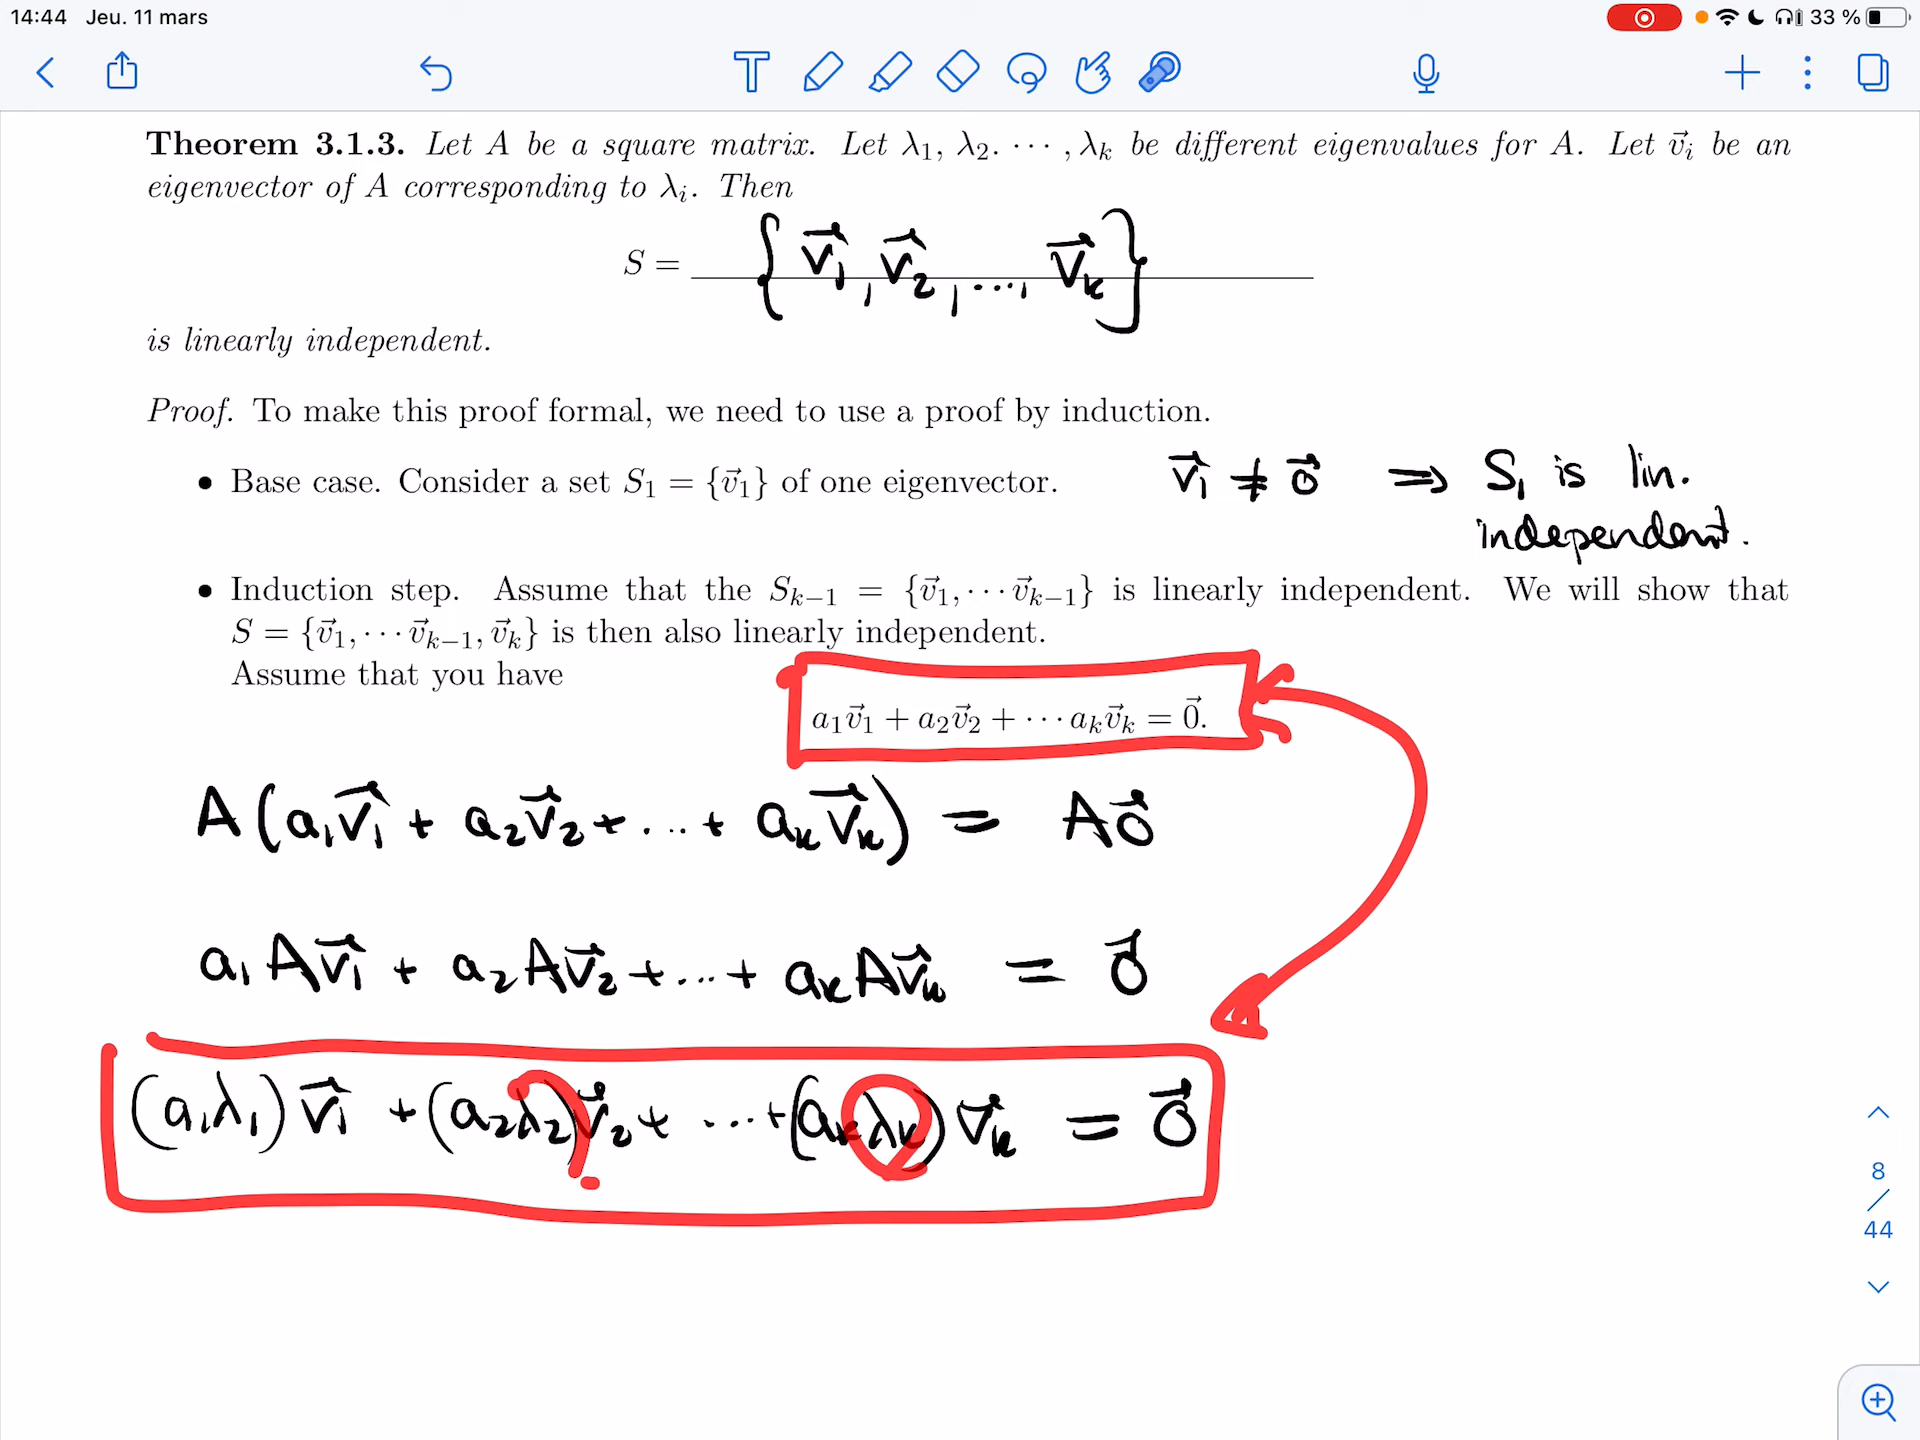 14:44 Jeu. 11 mars 33 %
T
Theorem 3.1.3. Let A be a square matrix. Let λ₁, λ₂. ⋯ , λₖ be different eigenvalues for A. Let v⃗ᵢ be an
eigenvector of A corresponding to λᵢ. Then
S = { v⃗₁, v⃗₂, ..., v⃗ₖ }
is linearly independent.
Proof. To make this proof formal, we need to use a proof by induction.
• Base case. Consider a set S₁ = {v⃗₁} of one eigenvector. v⃗₁ ≠ 0⃗ ⇒ S₁ is lin.
independent.
• Induction step. Assume that the Sₖ₋₁ = {v⃗₁, ⋯ v⃗ₖ₋₁} is linearly independent. We will show that
S = {v⃗₁, ⋯ v⃗ₖ₋₁, v⃗ₖ} is then also linearly independent.
Assume that you have
a₁v⃗₁ + a₂v⃗₂ + ⋯ aₖv⃗ₖ = 0⃗.
A(a₁v⃗₁ + a₂v⃗₂ + ... + aₖv⃗ₖ) = A0⃗
a₁Av⃗₁ + a₂Av⃗₂ + ... + aₖAv⃗ₖ = 0⃗
(a₁λ₁)v⃗₁ + (a₂λ₂)v⃗₂ + ... + (aₖλₖ)v⃗ₖ = 0⃗
8
/
44